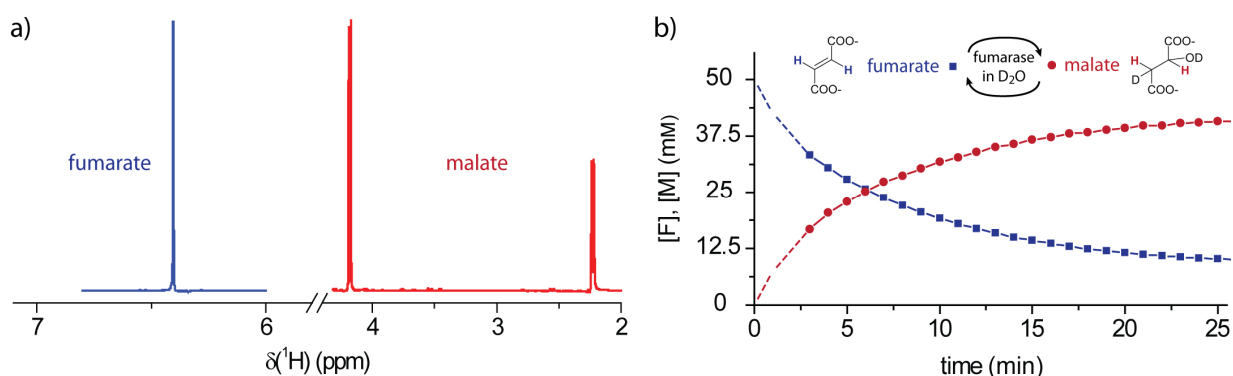 a)
fumarate
malate
7
6
4
3
2
δ(¹H) (ppm)
b)
COO-
H
H
COO-
fumarate
fumarase
in D₂O
malate
COO-
H
OD
D
H
COO-
50
37.5
25
12.5
0
[F], [M] (mM)
0
5
10
15
20
25
time (min)